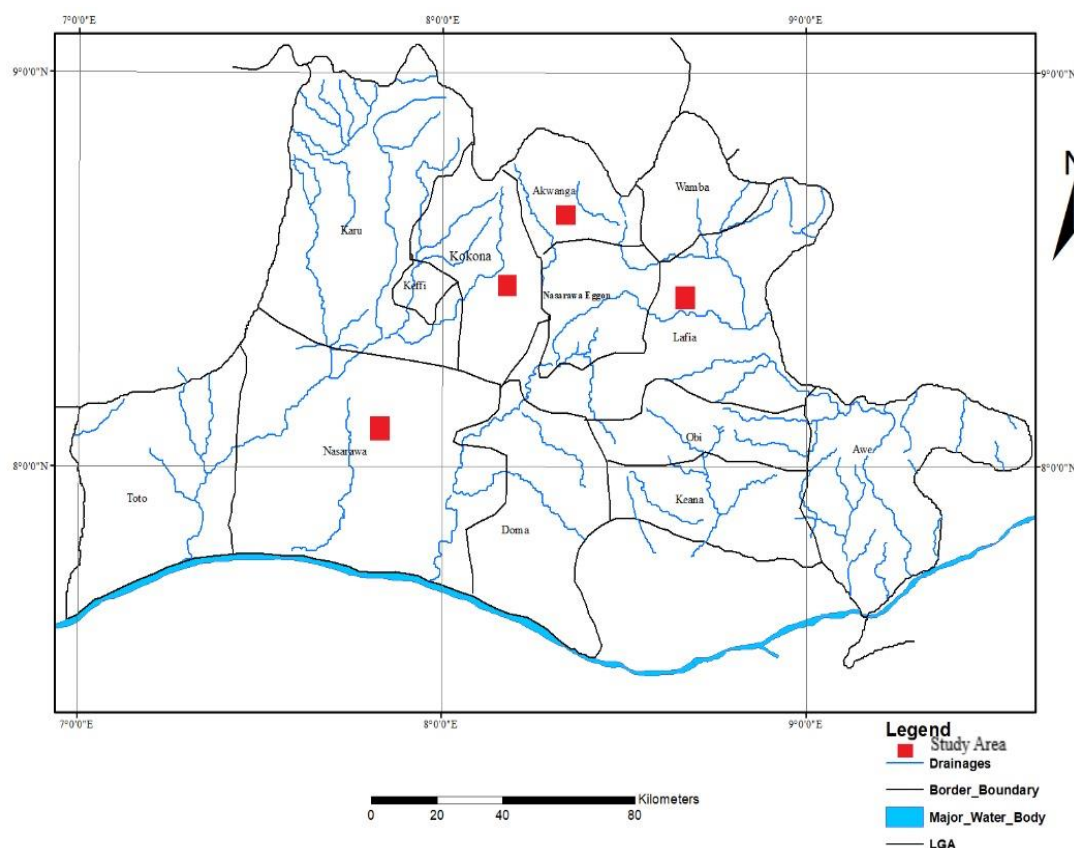 7°0'0"E 8°0'0"E 9°0'0"E
9°0'0"N 9°0'0"N
N
Akwanga
Wamba
Karu
Kokona
Keffi
Nasarawa Eggon
Lafia
Obi
Nasarawa
Awe
8°0'0"N 8°0'0"N
Toto
Keana
Doma
7°0'0"E 8°0'0"E 9°0'0"E
Legend
Study Area
Drainages
Border_Boundary
Major_Water_Body
LGA
Kilometers
0 20 40 80